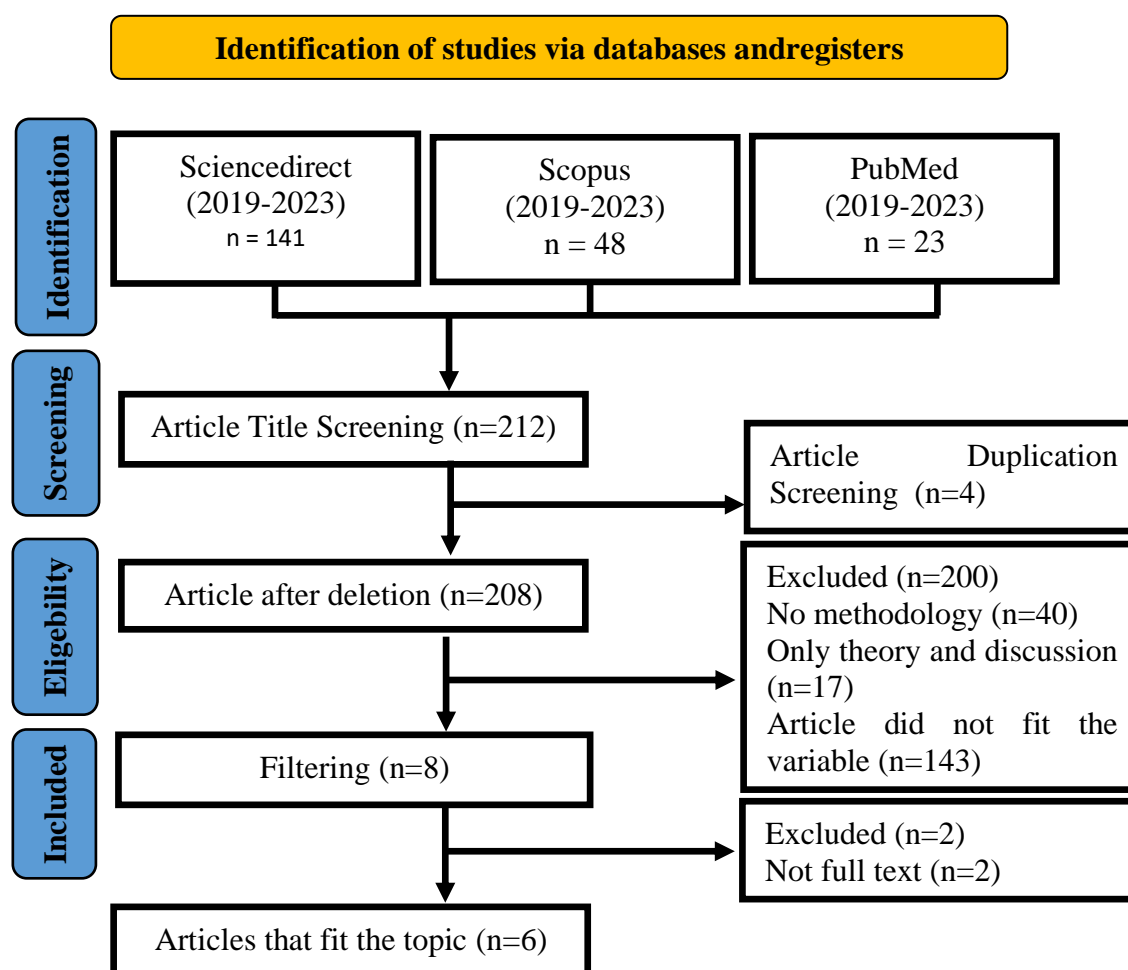 Identification of studies via databases andregisters
Identification
Sciencedirect
(2019-2023)
n = 141
Scopus
(2019-2023)
n = 48
PubMed
(2019-2023)
n = 23
Screening
Article Title Screening (n=212)
Article Duplication
Screening (n=4)
Eligebility
Article after deletion (n=208)
Excluded (n=200)
No methodology (n=40)
Only theory and discussion
(n=17)
Article did not fit the
variable (n=143)
Included
Filtering (n=8)
Excluded (n=2)
Not full text (n=2)
Articles that fit the topic (n=6)